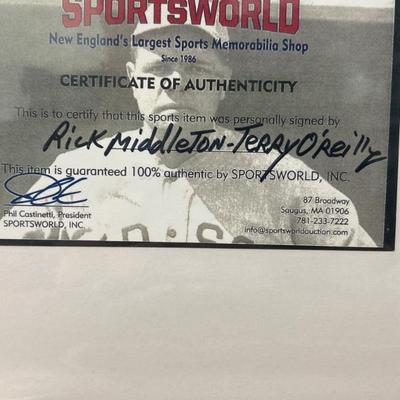 SPORTSWORLD
New England's Largest Sports Memorabilia Shop
Since 1986
CERTIFICATE OF AUTHENTICITY
This is to certify that this sports item was personally signed by
Rick Middleton-Terry O'Reilly
This item is guaranteed 100% authentic by SPORTSWORLD, INC.
Phil Castinetti, President
SPORTSWORLD, INC.
87 Broadway
Saugus, MA 01906
781-233-7222
info@sportsworldauction.com